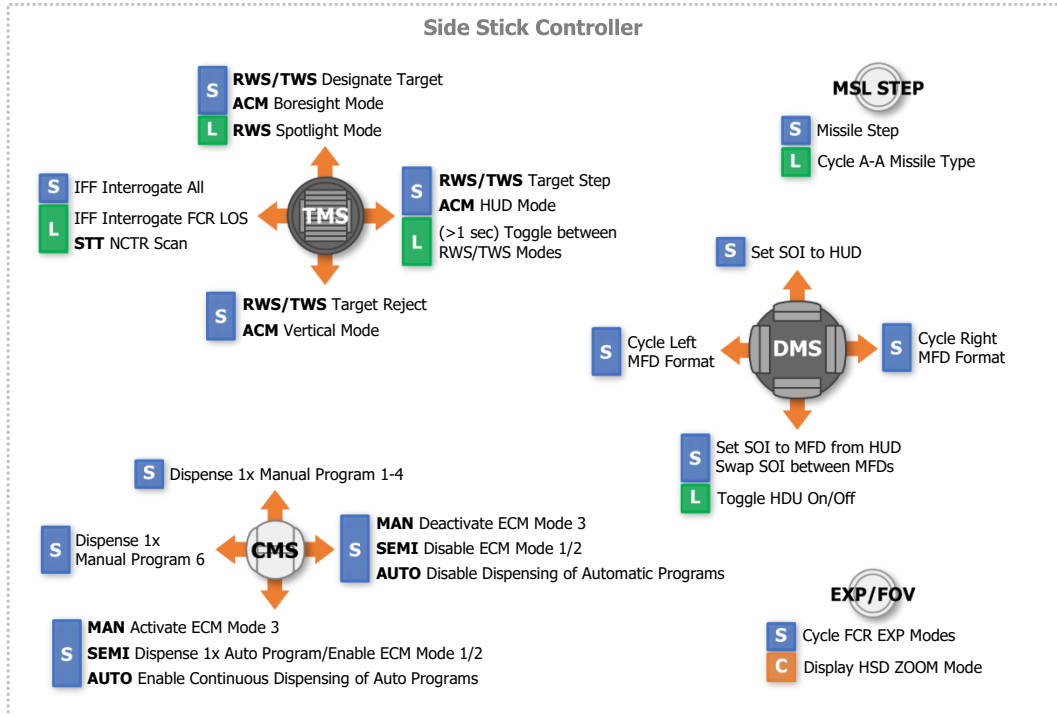 Side Stick Controller
S
RWS/TWS Designate Target
ACM Boresight Mode
L
RWS Spotlight Mode
S
IFF Interrogate All
L
IFF Interrogate FCR LOS
STT NCTR Scan
TMS
S
RWS/TWS Target Step
ACM HUD Mode
L
(>1 sec) Toggle between
RWS/TWS Modes
S
RWS/TWS Target Reject
ACM Vertical Mode
MSL STEP
S
Missile Step
L
Cycle A-A Missile Type
S
Set SOI to HUD
S
Cycle Left
MFD Format
DMS
S
Cycle Right
MFD Format
S
Set SOI to MFD from HUD
Swap SOI between MFDs
L
Toggle HDU On/Off
S
Dispense 1x Manual Program 1-4
S
Dispense 1x
Manual Program 6
CMS
S
MAN Deactivate ECM Mode 3
SEMI Disable ECM Mode 1/2
AUTO Disable Dispensing of Automatic Programs
S
MAN Activate ECM Mode 3
SEMI Dispense 1x Auto Program/Enable ECM Mode 1/2
AUTO Enable Continuous Dispensing of Auto Programs
EXP/FOV
S
Cycle FCR EXP Modes
C
Display HSD ZOOM Mode